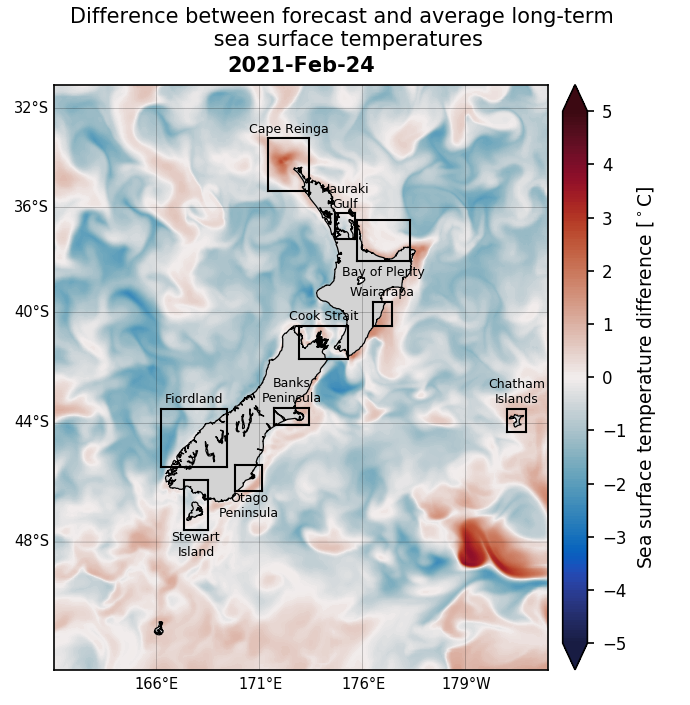 Difference between forecast and average long-term
sea surface temperatures
2021-Feb-24
32°S
36°S
40°S
44°S
48°S
Cape Reinga
Hauraki
Gulf
Bay of Plenty
Wairarapa
Cook Strait
Banks
Peninsula
Fiordland
Chatham
Islands
Otago
Peninsula
Stewart
Island
166°E
171°E
176°E
179°W
5
4
3
2
1
0
−1
−2
−3
−4
−5
Sea surface temperature difference [°C]